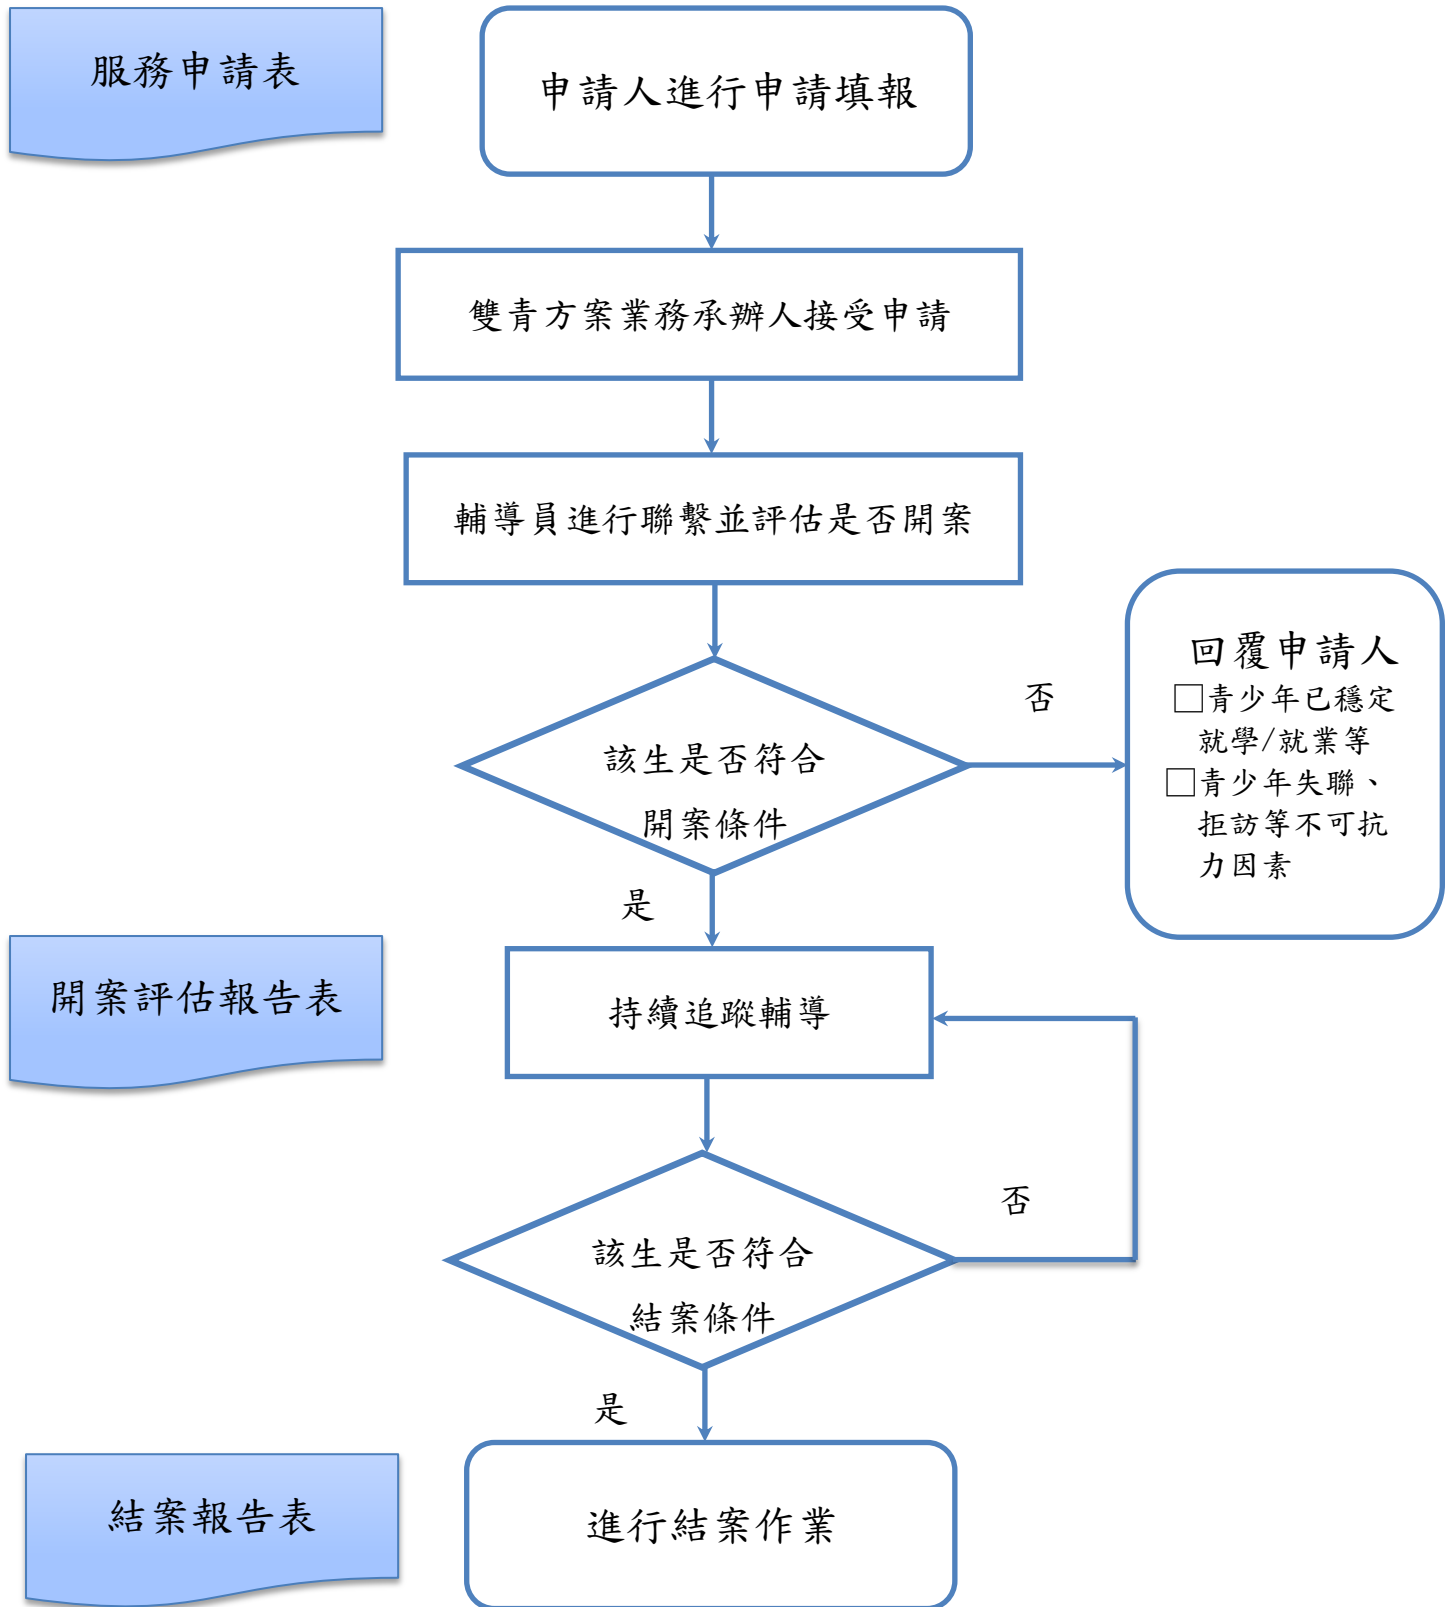 服務申請表
申請人進行申請填報
雙青方案業務承辦人接受申請
輔導員進行聯繫並評估是否開案
該生是否符合
開案條件
否
回覆申請人
□青少年已穩定
就學/就業等
□青少年失聯、
拒訪等不可抗
力因素
是
開案評估報告表
持續追蹤輔導
該生是否符合
結案條件
否
是
結案報告表
進行結案作業